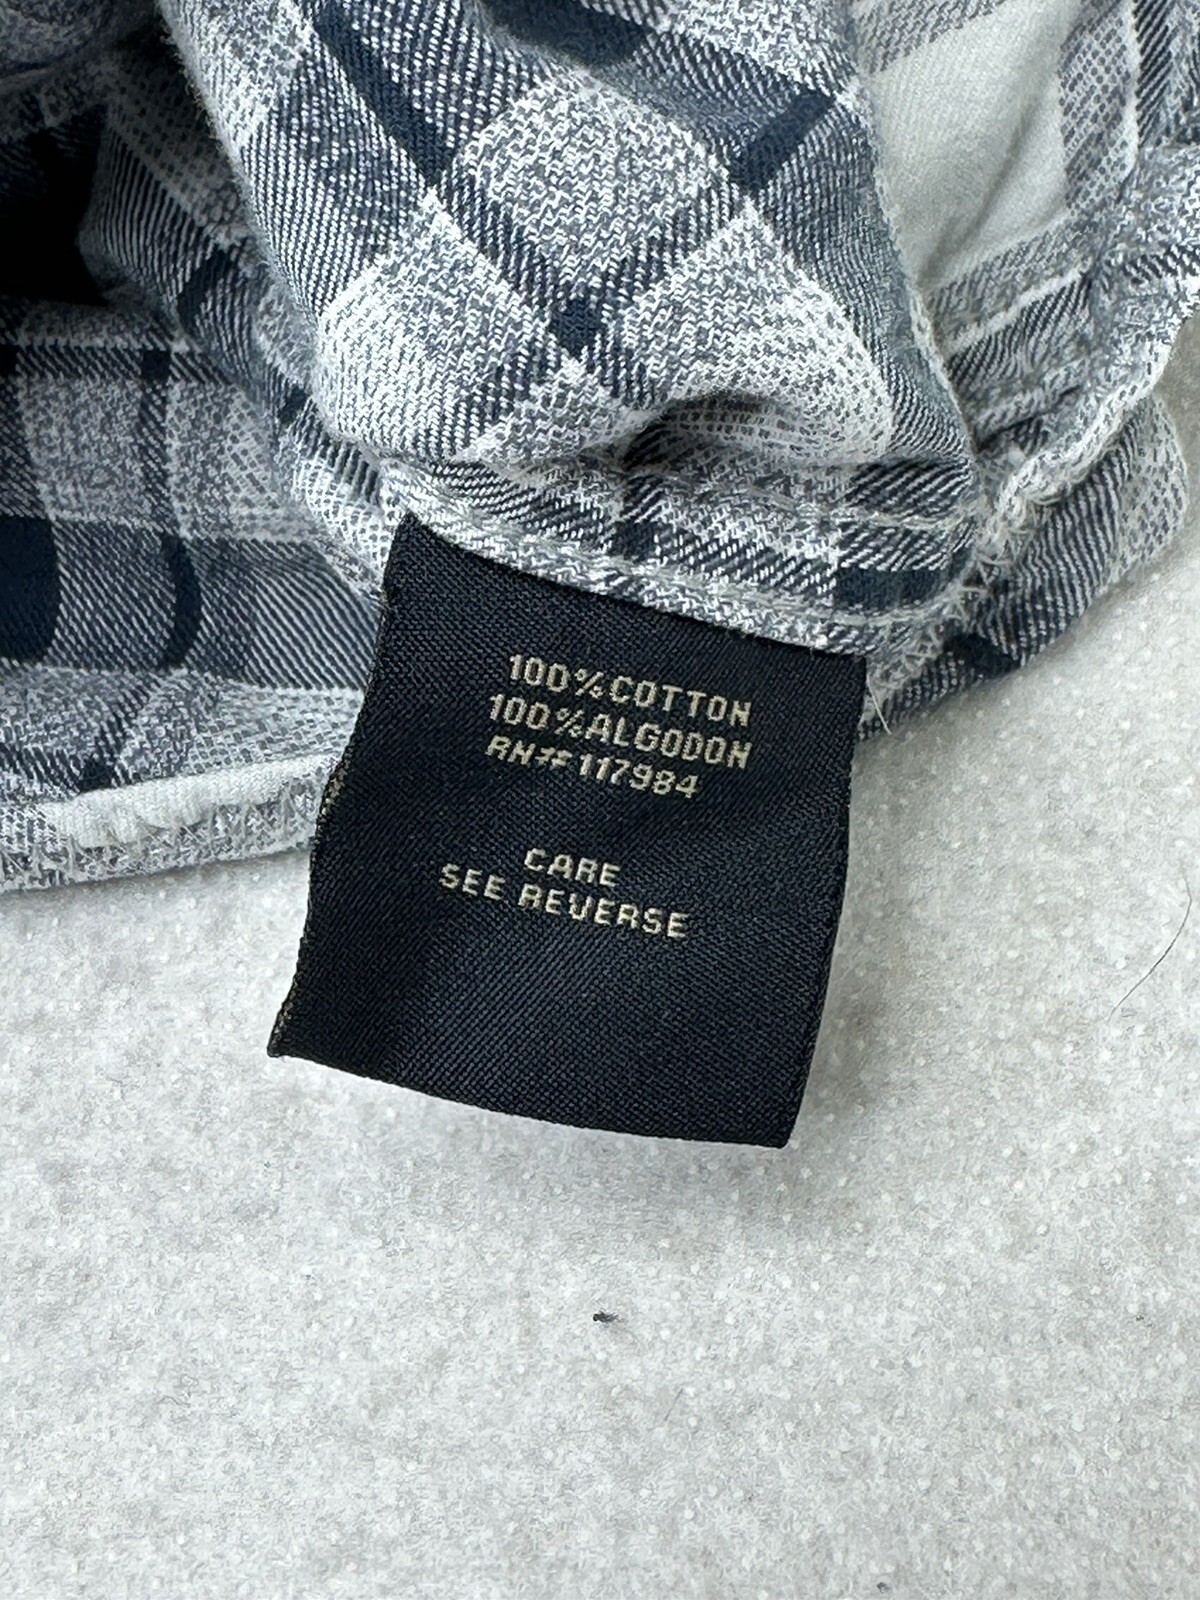 100%COTTON
100%ALGODON
RN# 117984
CARE
SEE REVERSE